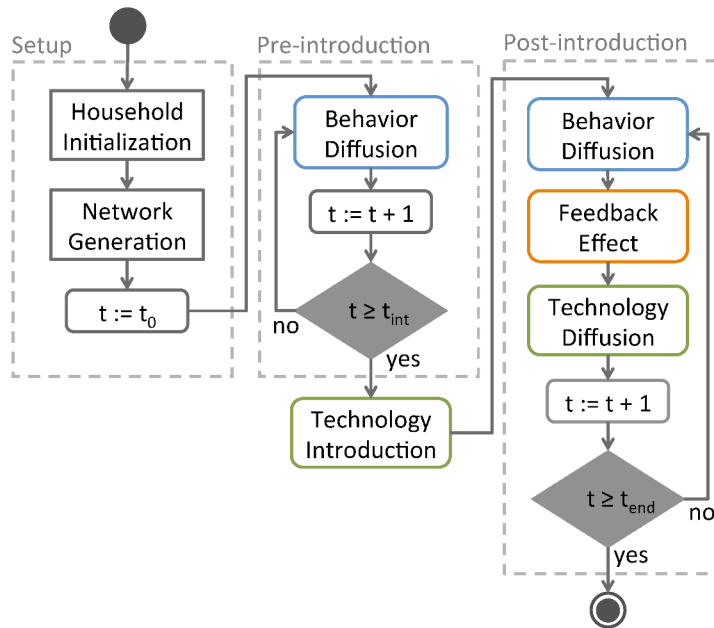 Setup
Household
Initialization
Network
Generation
t := t0
Pre-introduction
Behavior
Diffusion
t := t + 1
t ≥ tint
no
yes
Technology
Introduction
Post-introduction
Behavior
Diffusion
Feedback
Effect
Technology
Diffusion
t := t + 1
t ≥ tend
no
yes